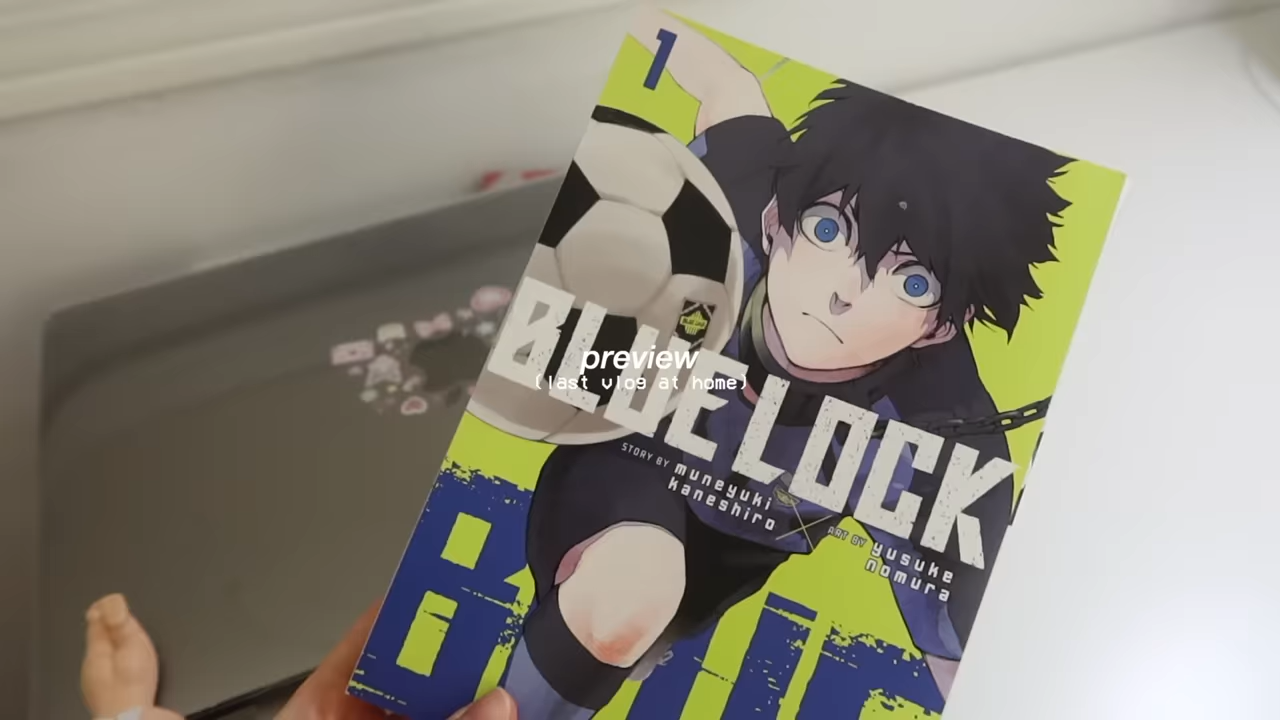 1
preview
(last vlog at home)
BLUE LOCK
STORY BY muneyuki
kaneshiro
ART BY yusuke
nomura